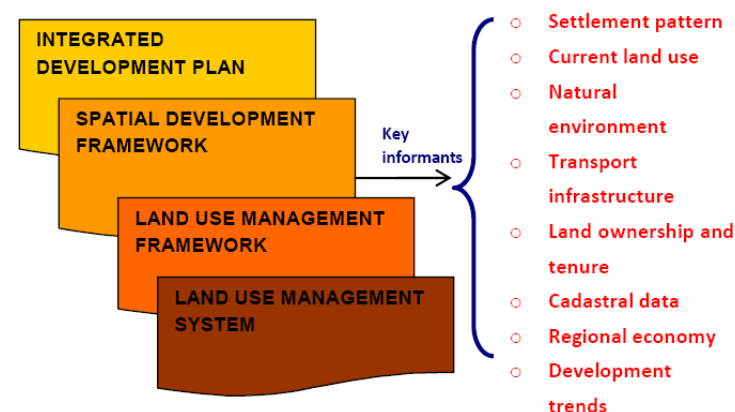 INTEGRATED
DEVELOPMENT PLAN
SPATIAL DEVELOPMENT
FRAMEWORK
LAND USE MANAGEMENT
FRAMEWORK
LAND USE MANAGEMENT
SYSTEM
Key
informants
○ Settlement pattern
○ Current land use
○ Natural
environment
○ Transport
infrastructure
○ Land ownership and
tenure
○ Cadastral data
○ Regional economy
○ Development
trends